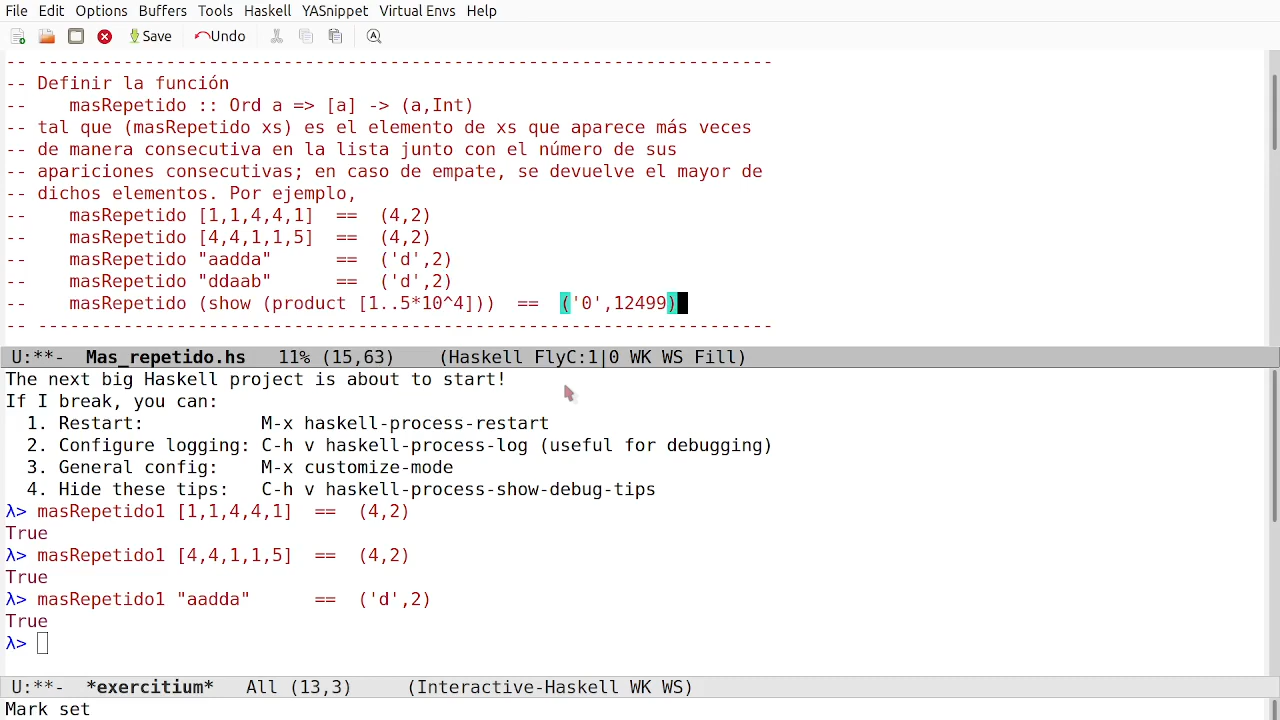 File Edit Options Buffers Tools Haskell YASnippet Virtual Envs Help
Save Undo
-- ---------------------------------------------------------------------
-- Definir la función
--    masRepetido :: Ord a => [a] -> (a,Int)
-- tal que (masRepetido xs) es el elemento de xs que aparece más veces
-- de manera consecutiva en la lista junto con el número de sus
-- apariciones consecutivas; en caso de empate, se devuelve el mayor de
-- dichos elementos. Por ejemplo,
--    masRepetido [1,1,4,4,1]  ==  (4,2)
--    masRepetido [4,4,1,1,5]  ==  (4,2)
--    masRepetido "aadda"      ==  ('d',2)
--    masRepetido "ddaab"      ==  ('d',2)
--    masRepetido (show (product [1..5*10^4]))  ==  ('0',12499)
-- ---------------------------------------------------------------------
U:**-  Mas_repetido.hs   11% (15,63)    (Haskell FlyC:1|0 WK WS Fill)
The next big Haskell project is about to start!
If I break, you can:
  1. Restart:           M-x haskell-process-restart
  2. Configure logging: C-h v haskell-process-log (useful for debugging)
  3. General config:    M-x customize-mode
  4. Hide these tips:   C-h v haskell-process-show-debug-tips
λ> masRepetido1 [1,1,4,4,1]  ==  (4,2)
True
λ> masRepetido1 [4,4,1,1,5]  ==  (4,2)
True
λ> masRepetido1 "aadda"      ==  ('d',2)
True
λ>
U:**-  *exercitium*   All (13,3)     (Interactive-Haskell WK WS)
Mark set